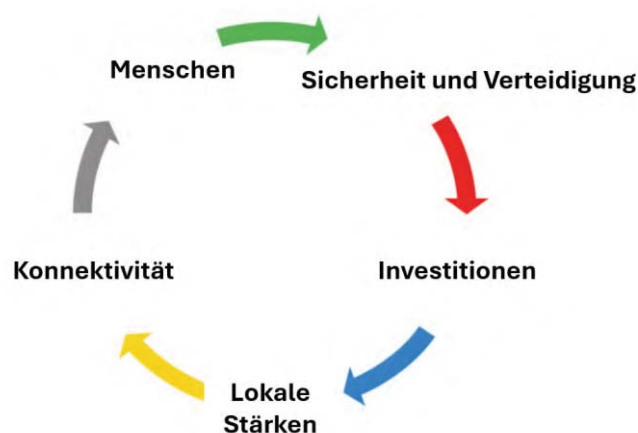 Menschen
Sicherheit und Verteidigung
Konnektivität
Investitionen
Lokale
Stärken